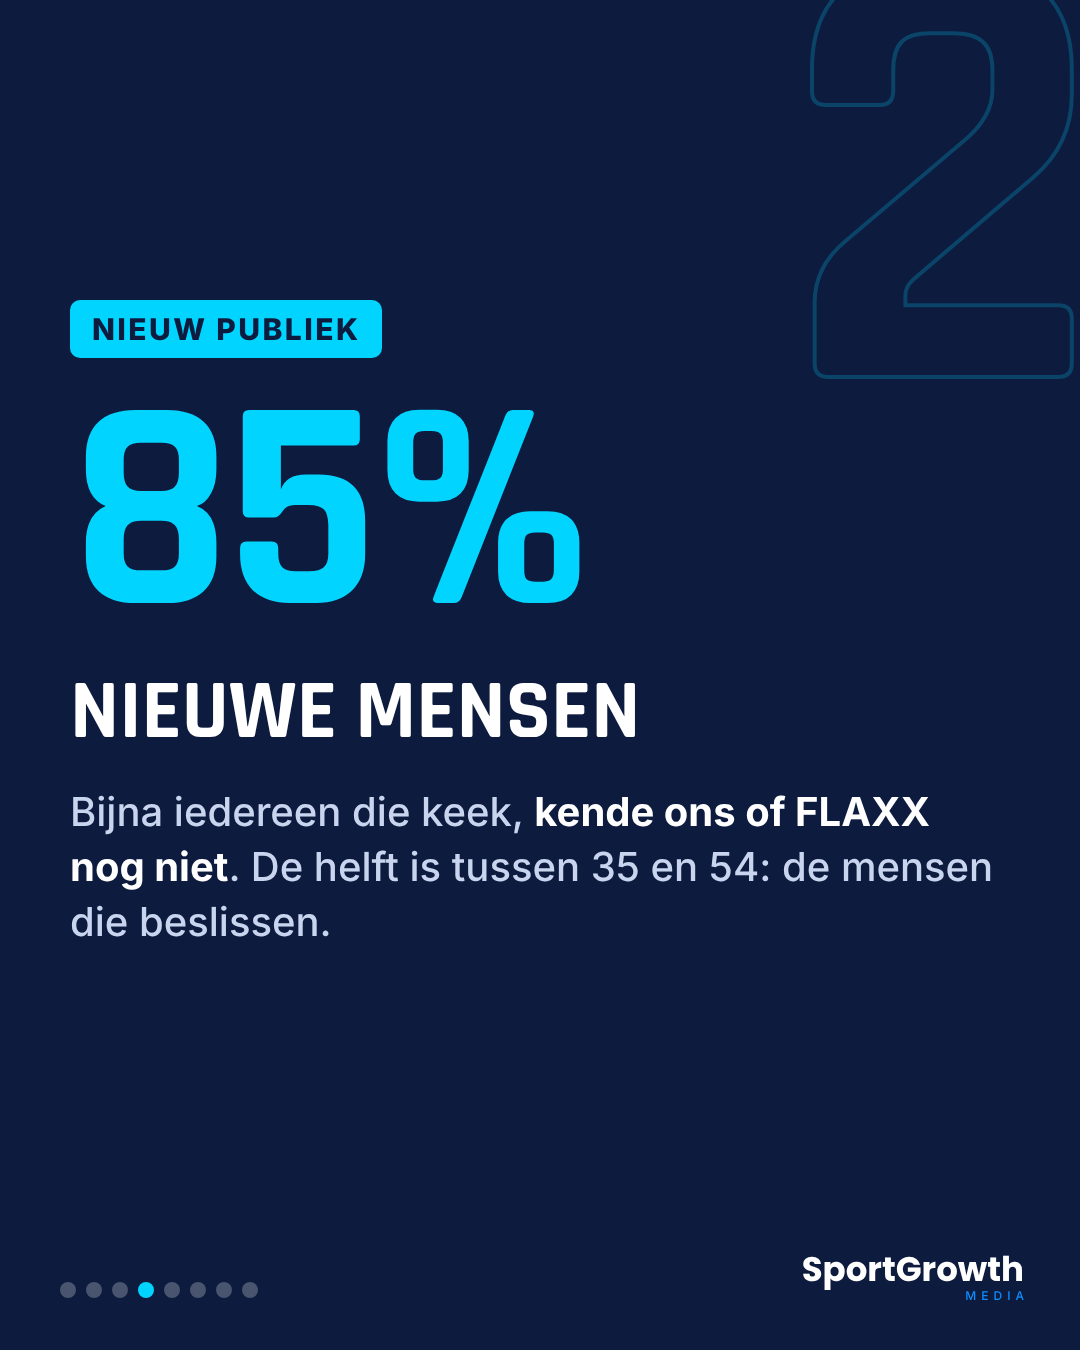 2
NIEUW PUBLIEK
85%
NIEUWE MENSEN
Bijna iedereen die keek, kende ons of FLAXX
nog niet. De helft is tussen 35 en 54: de mensen
die beslissen.
SportGrowth
MEDIA